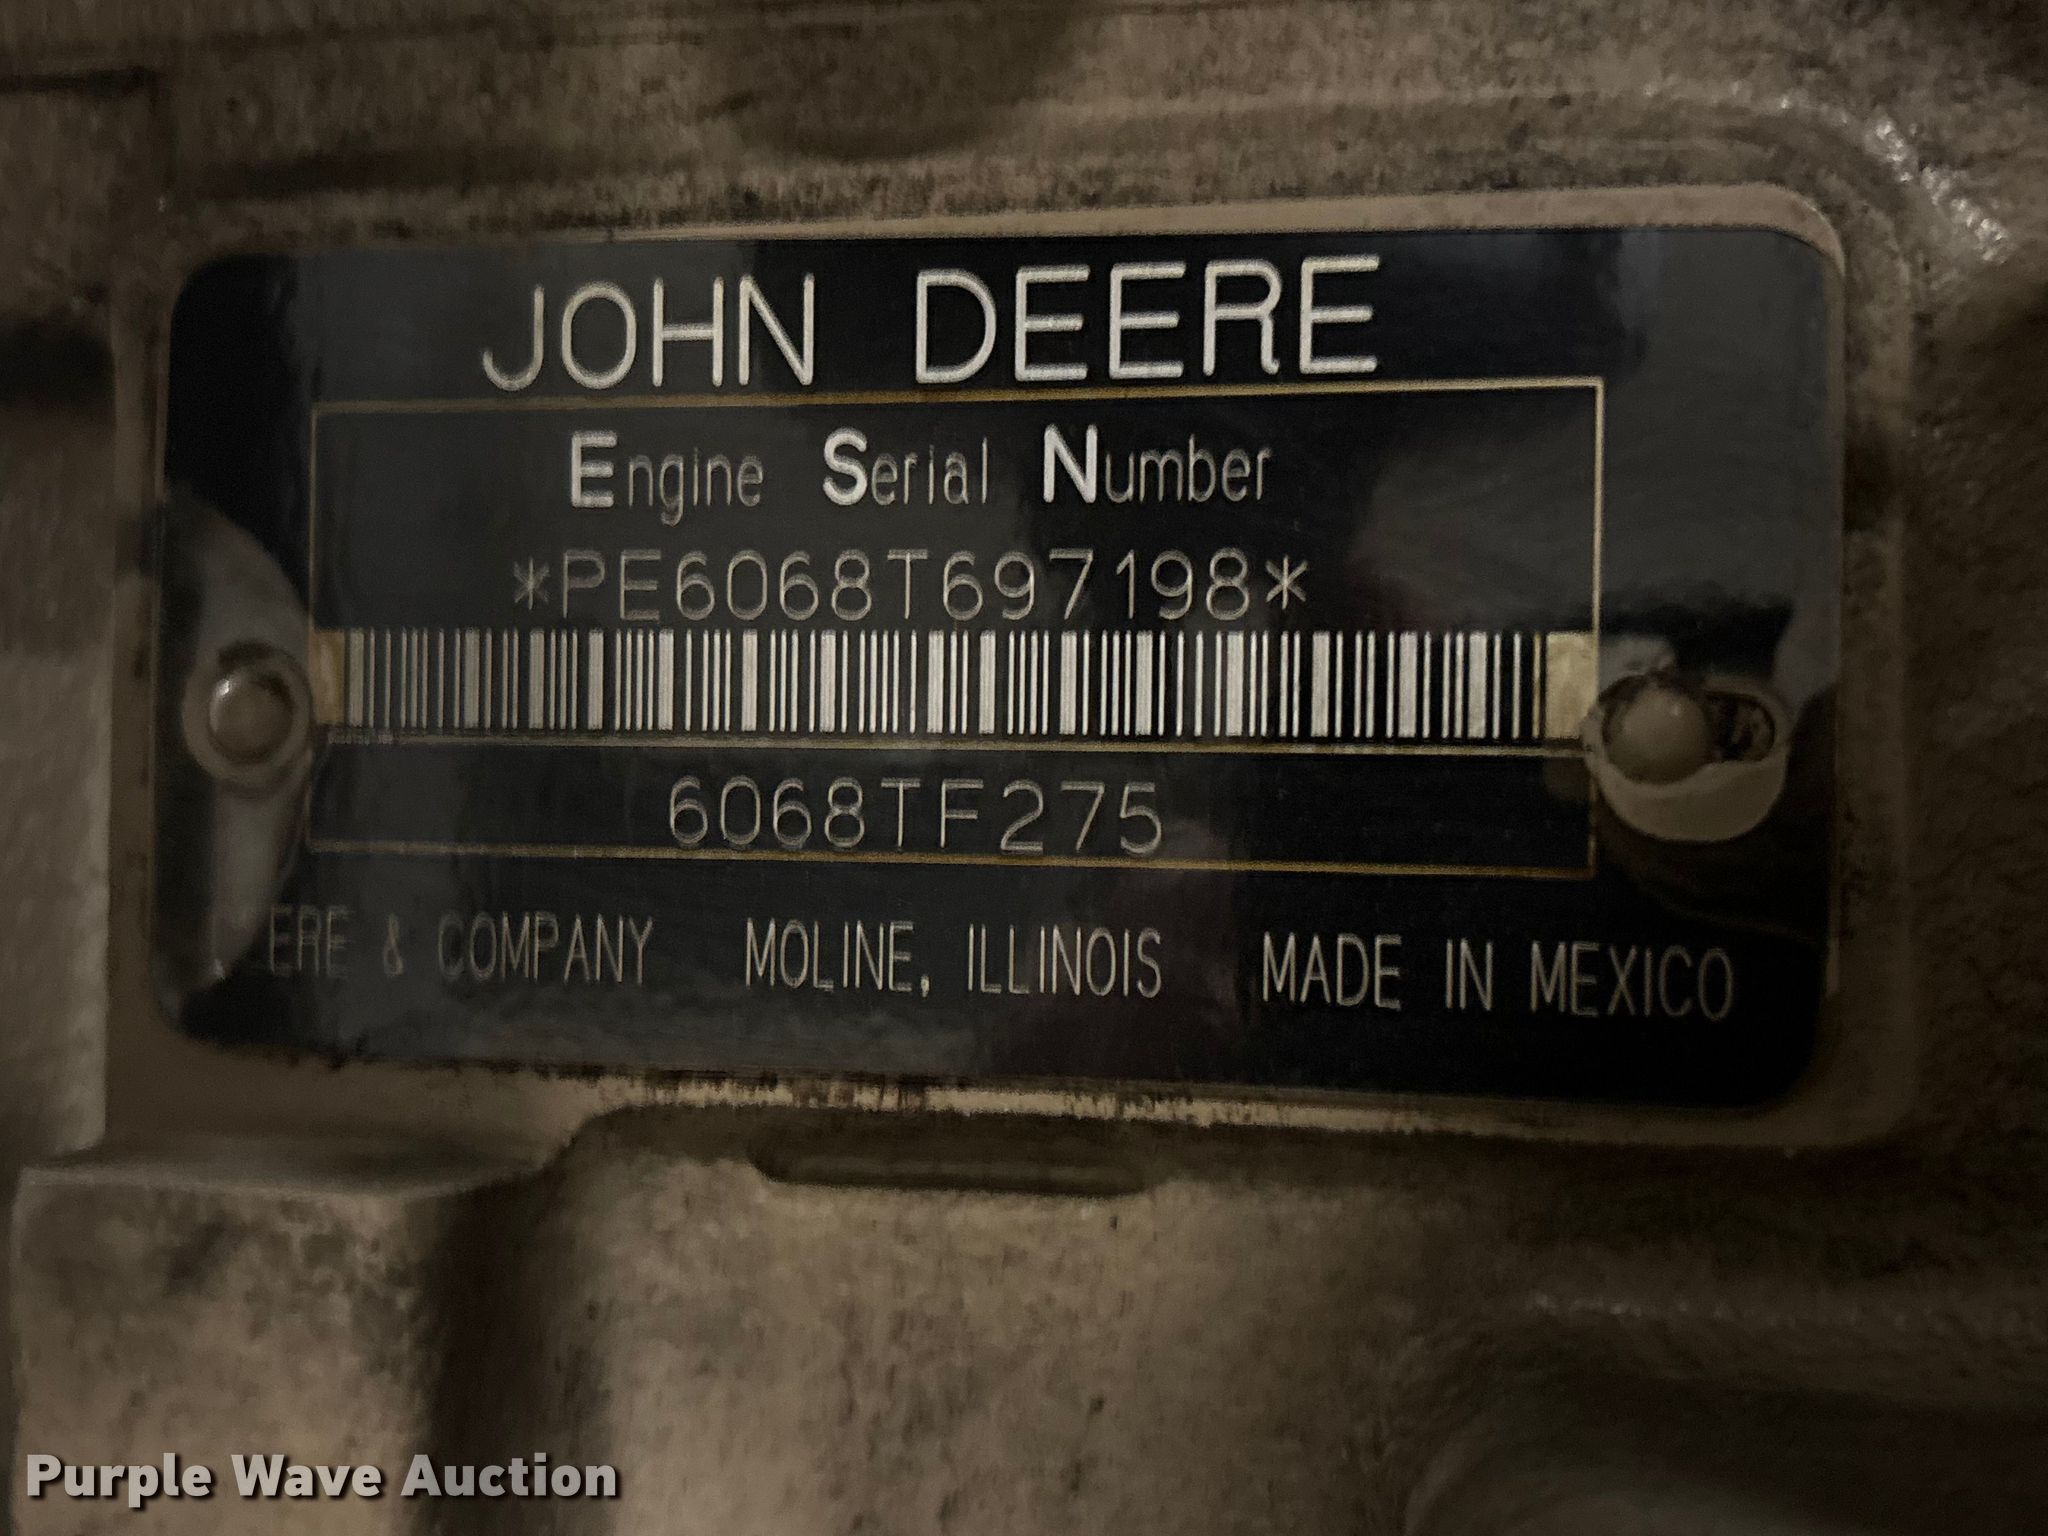 JOHN DEERE
Engine Serial Number
*PE6068T697198*
6068TF275
ERE & COMPANY MOLINE, ILLINOIS MADE IN MEXICO
Purple Wave Auction